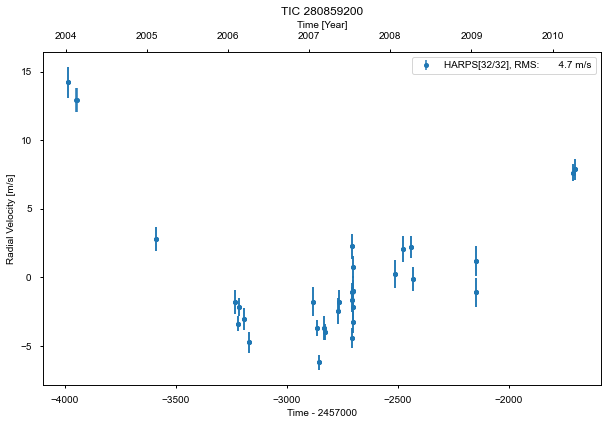 TIC 280859200
Time [Year]
2004 2005 2006 2007 2008 2009 2010
HARPS[32/32], RMS: 4.7 m/s
15
10
5
0
−5
Radial Velocity [m/s]
−4000 −3500 −3000 −2500 −2000
Time - 2457000